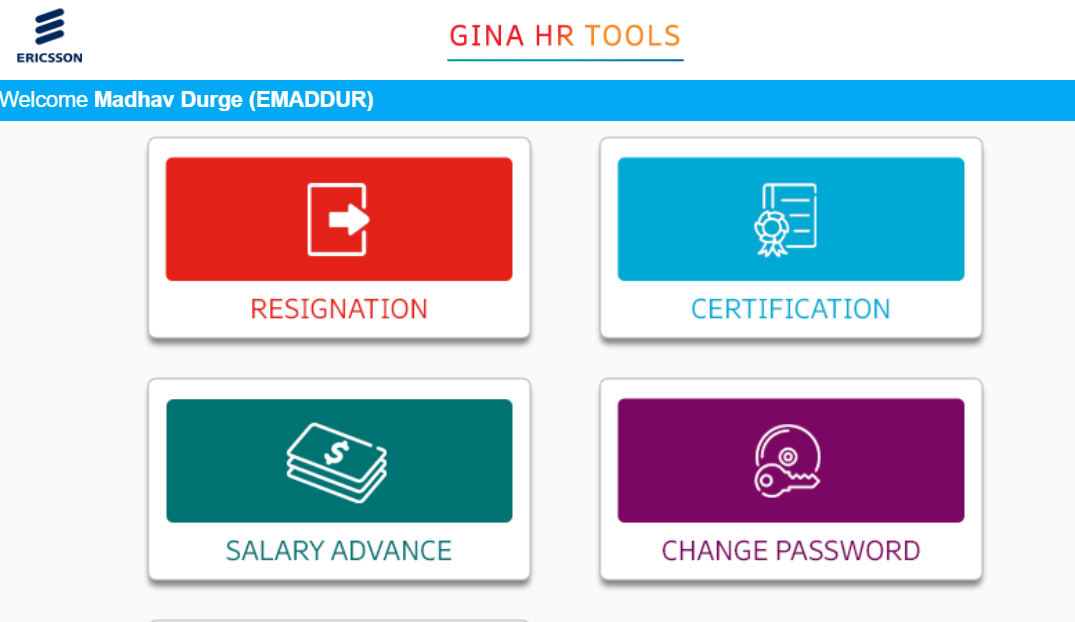 ERICSSON
GINA HR TOOLS
Welcome Madhav Durge (EMADDUR)
RESIGNATION
CERTIFICATION
$
SALARY ADVANCE
CHANGE PASSWORD